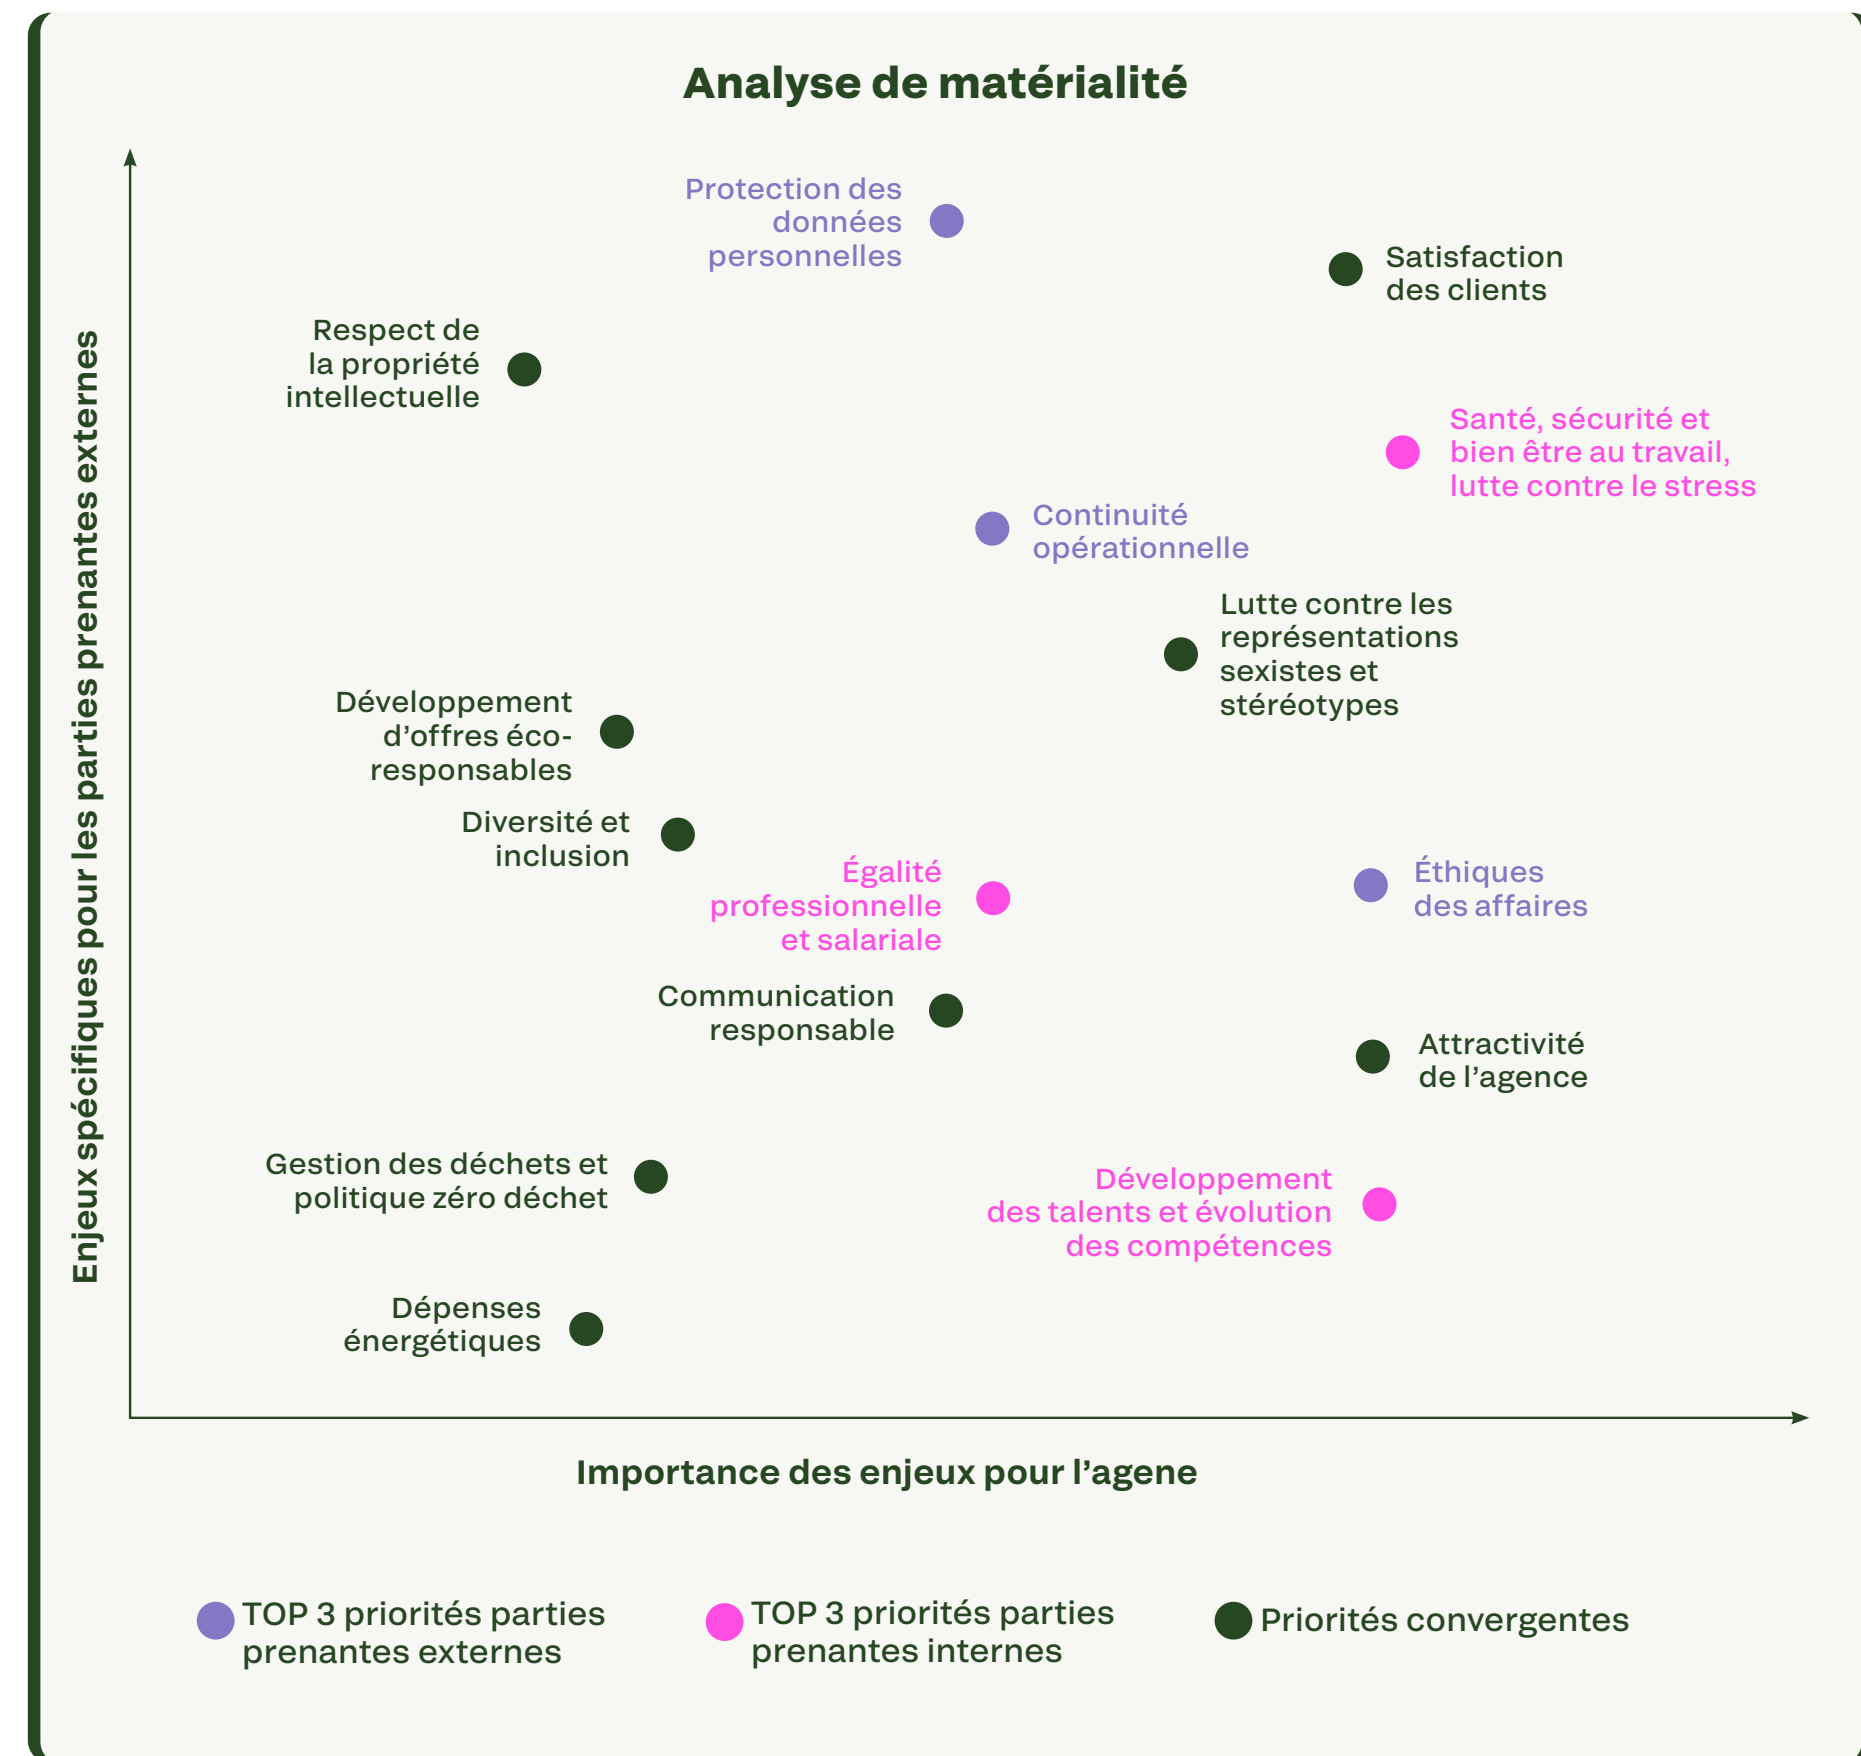 Analyse de matérialité
Enjeux spécifiques pour les parties prenantes externes
Protection des
données
personnelles
Satisfaction
des clients
Respect de
la propriété
intellectuelle
Santé, sécurité et
bien être au travail,
lutte contre le stress
Continuité
opérationnelle
Lutte contre les
représentations
sexistes et
stéréotypes
Développement
d’offres éco-
responsables
Diversité et
inclusion
Égalité
professionnelle
et salariale
Éthiques
des affaires
Communication
responsable
Attractivité
de l’agence
Gestion des déchets et
politique zéro déchet
Développement
des talents et évolution
des compétences
Dépenses
énergétiques
Importance des enjeux pour l’agene
TOP 3 priorités parties
prenantes externes
TOP 3 priorités parties
prenantes internes
Priorités convergentes